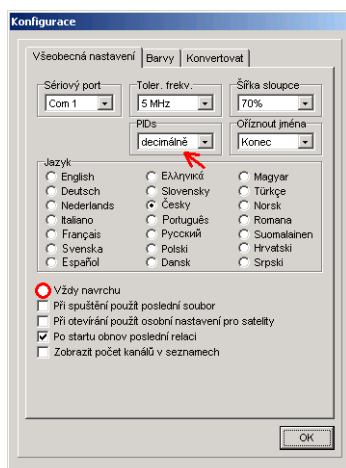 Konfigurace
Všeobecná nastavení Barvy Konvertovat
Sériový port Toler. frekv. Šířka sloupce
Com 1 5 MHz 70%
PIDs Oříznout jména
decimálně Konec
Jazyk
English Ελληνικά Magyar
Deutsch Slovensky Türkçe
Nederlands Česky Norsk
Italiano Português Romana
Français Русский Suomalainen
Svenska Polski Hrvatski
Español Dansk Srpski
Vždy navrchu
Při spuštění použít poslední soubor
Při otevírání použít osobní nastavení pro satelity
Po startu obnov poslední relaci
Zobrazit počet kanálů v seznamech
OK